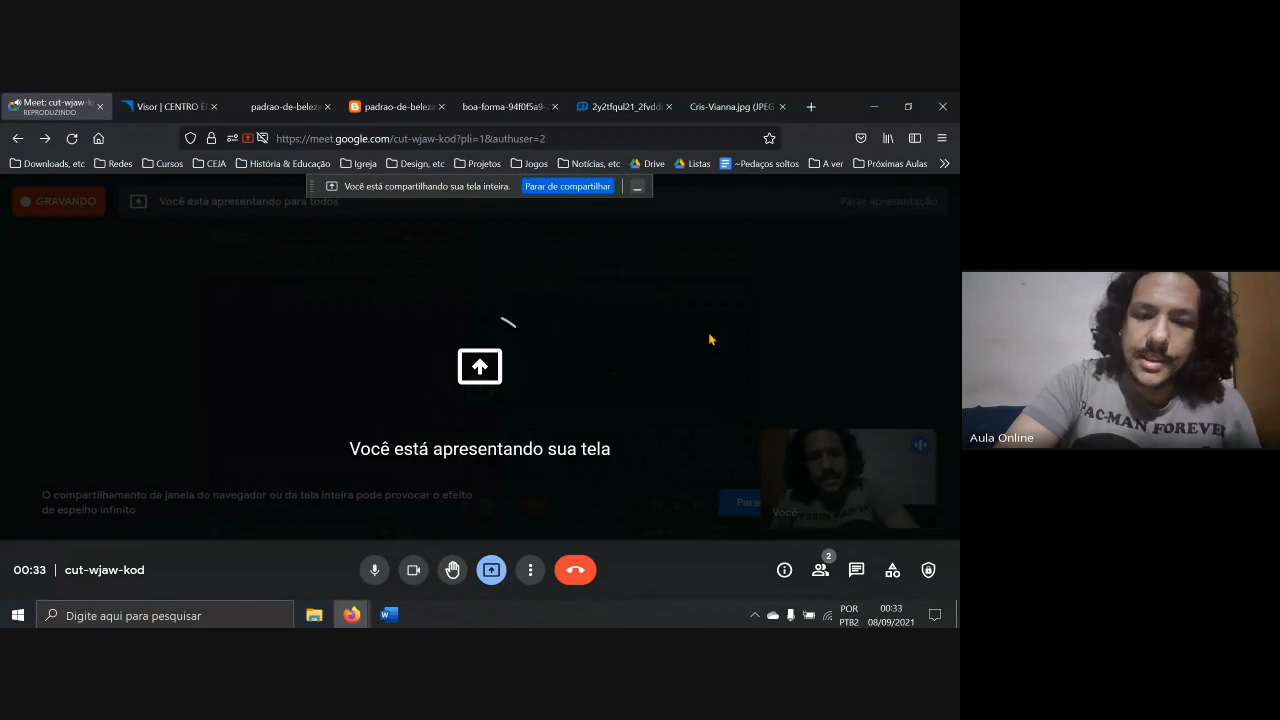 Meet: cut-wjaw-k
REPRODUZINDO
Visor | CENTRO E
padrao-de-beleza
padrao-de-beleza
boa-forma-94f0f5a9-
2y2tfqul21_2fvdd
Cris-Vianna.jpg (JPEG
https://meet.google.com/cut-wjaw-kod?pli=1&authuser=2
Downloads, etc
Redes
Cursos
CEJA
História & Educação
Igreja
Design, etc
Projetos
Jogos
Notícias, etc
Drive
Listas
~Pedaços soltos
A ver
Próximas Aulas
Você está compartilhando sua tela inteira.
Parar de compartilhar
GRAVANDO
Você está apresentando para todos
Parar apresentação
Você está apresentando sua tela
O compartilhamento da janela do navegador ou da tela inteira pode provocar o efeito
de espelho infinito
Para
Você
PAC-MAN FOREVER
Aula Online
00:33 | cut-wjaw-kod
2
Digite aqui para pesquisar
POR
PTB2
00:33
08/09/2021